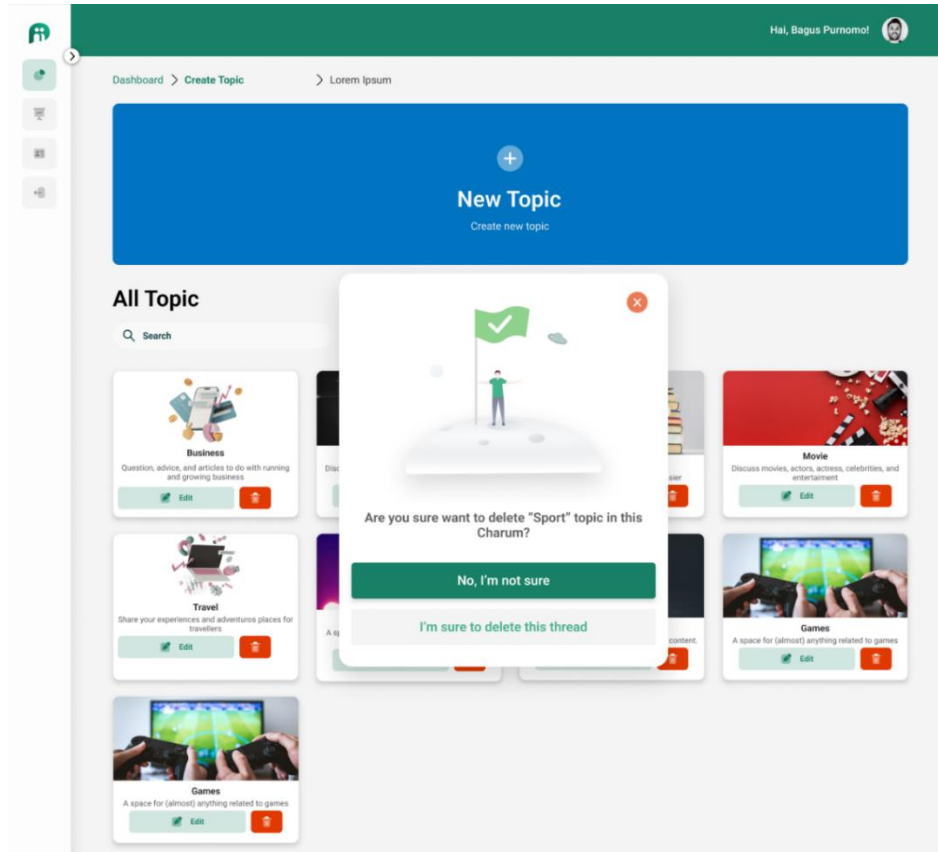 Hai, Bagus Purnomo!
Dashboard
Create Topic
Lorem Ipsum
New Topic
Create new topic
All Topic
Search
Business
Question, advice, and articles to do with running
and growing business
Edit
Movie
Discuss movies, actors, actress, celebrities, and
entertaiment
Edit
Are you sure want to delete “Sport” topic in this
Charum?
No, I'm not sure
I'm sure to delete this thread
Travel
Share your experiences and adventuros places for
travellers
Edit
content.
Games
A space for (almost) anything related to games
Edit
Games
A space for (almost) anything related to games
Edit